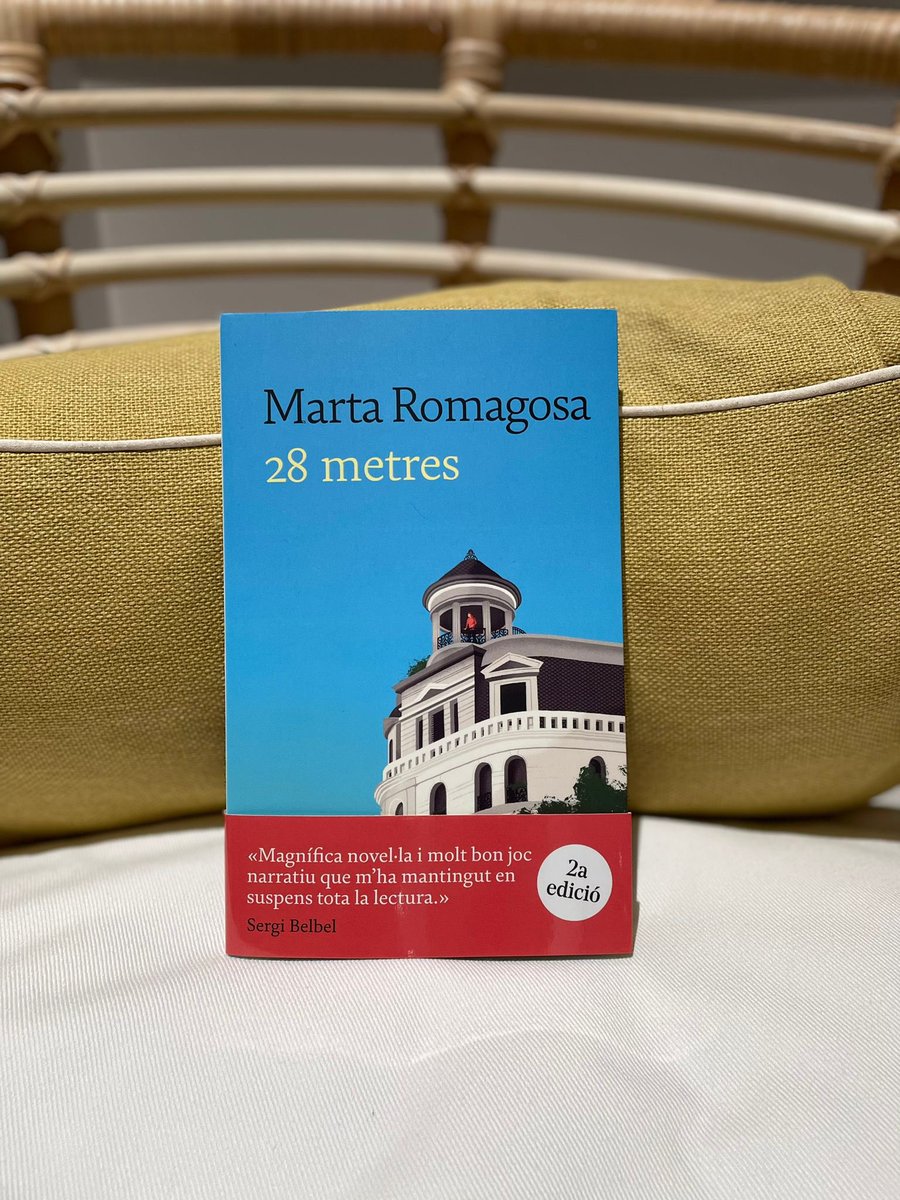 Marta Romagosa
28 metres
«Magnífica novel·la i molt bon joc
narratiu que m’ha mantingut en
suspens tota la lectura.»
Sergi Belbel
2a
edició